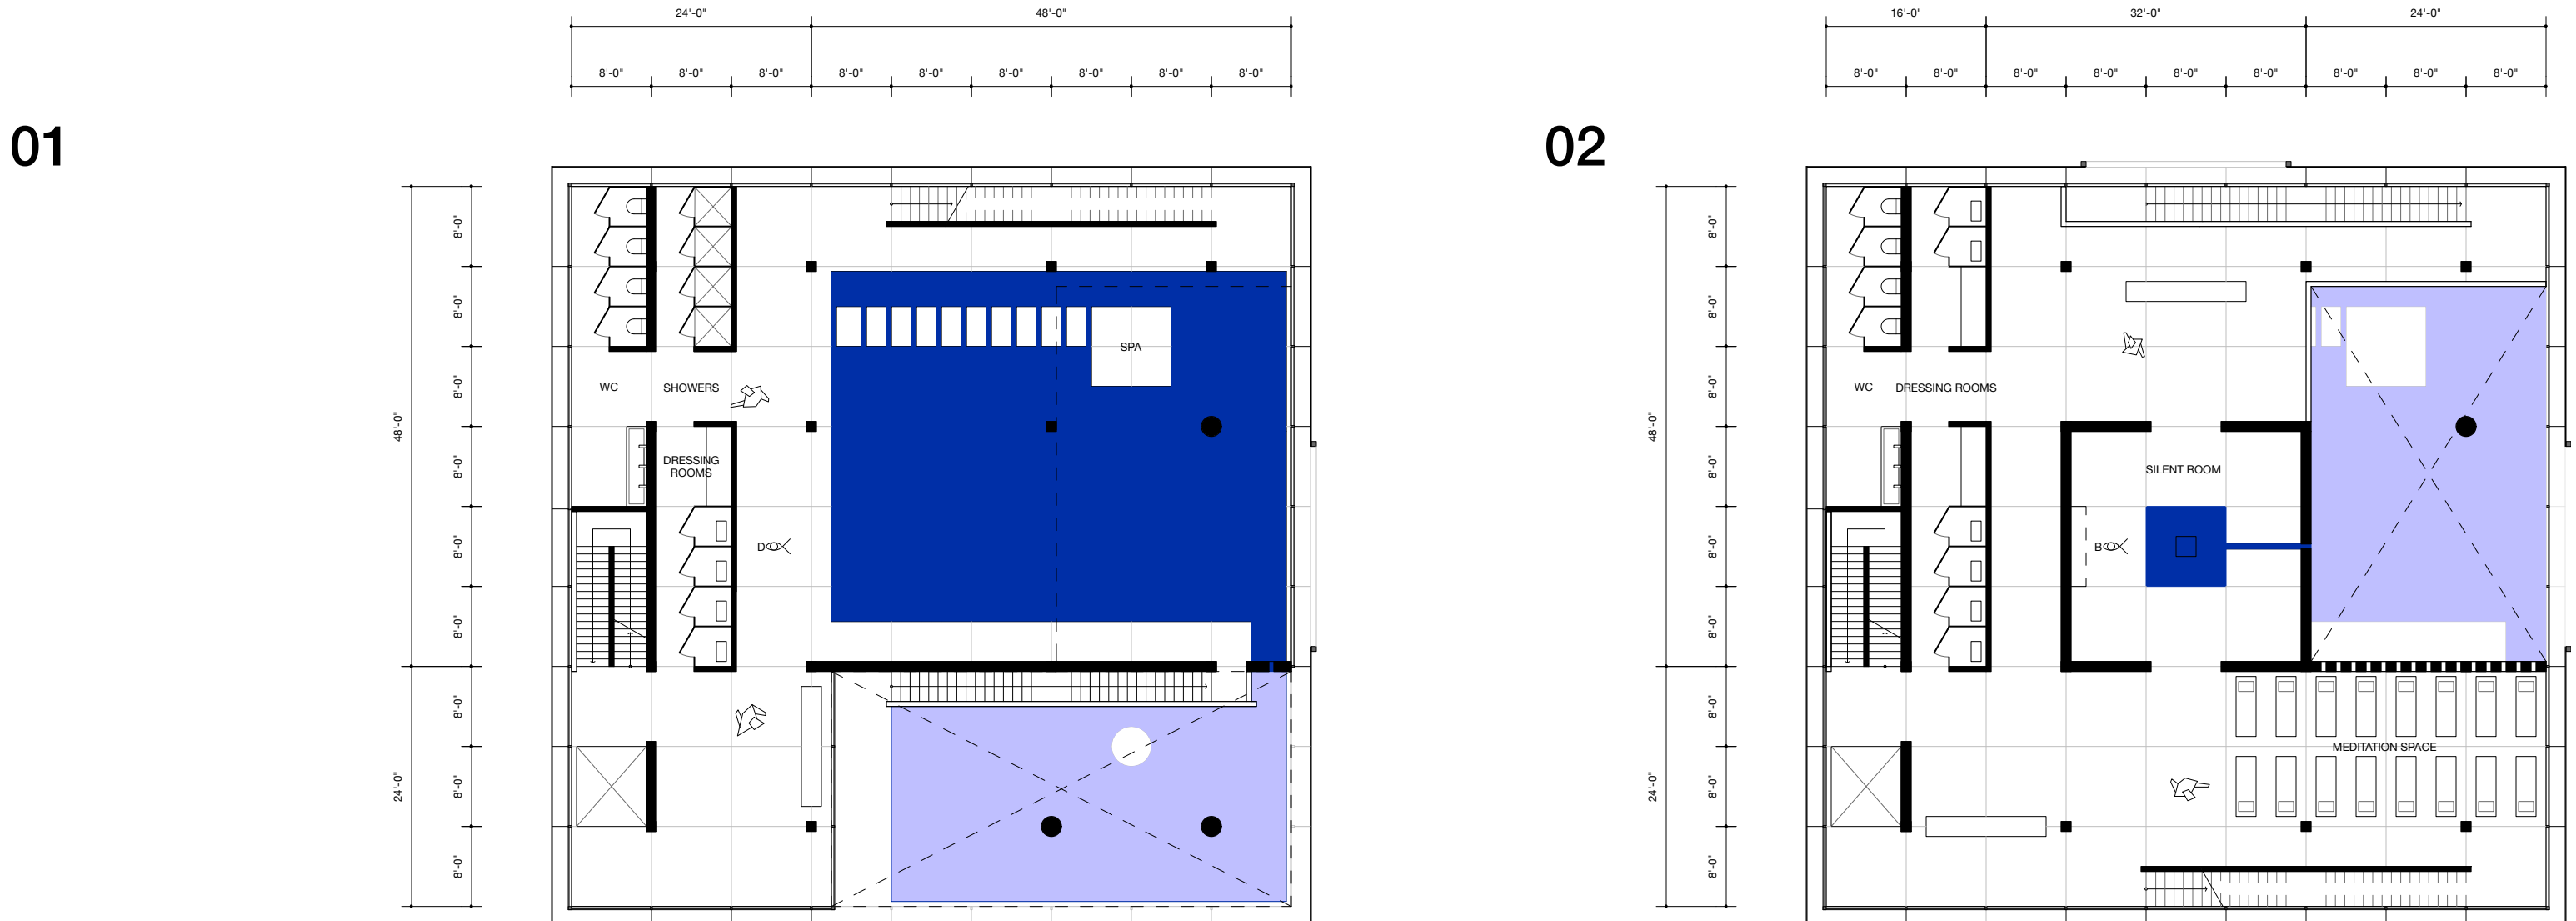 24'-0" 48'-0"
8'-0" 8'-0" 8'-0" 8'-0" 8'-0" 8'-0" 8'-0" 8'-0" 8'-0"
01
48'-0"
24'-0"
8'-0"
8'-0"
8'-0"
8'-0"
8'-0"
8'-0"
8'-0"
8'-0"
8'-0"
SPA
WC SHOWERS
DRESSING
ROOMS
D
16'-0" 32'-0" 24'-0"
8'-0" 8'-0" 8'-0" 8'-0" 8'-0" 8'-0" 8'-0" 8'-0" 8'-0"
02
48'-0"
24'-0"
8'-0"
8'-0"
8'-0"
8'-0"
8'-0"
8'-0"
8'-0"
8'-0"
8'-0"
WC DRESSING ROOMS
SILENT ROOM
B
MEDITATION SPACE